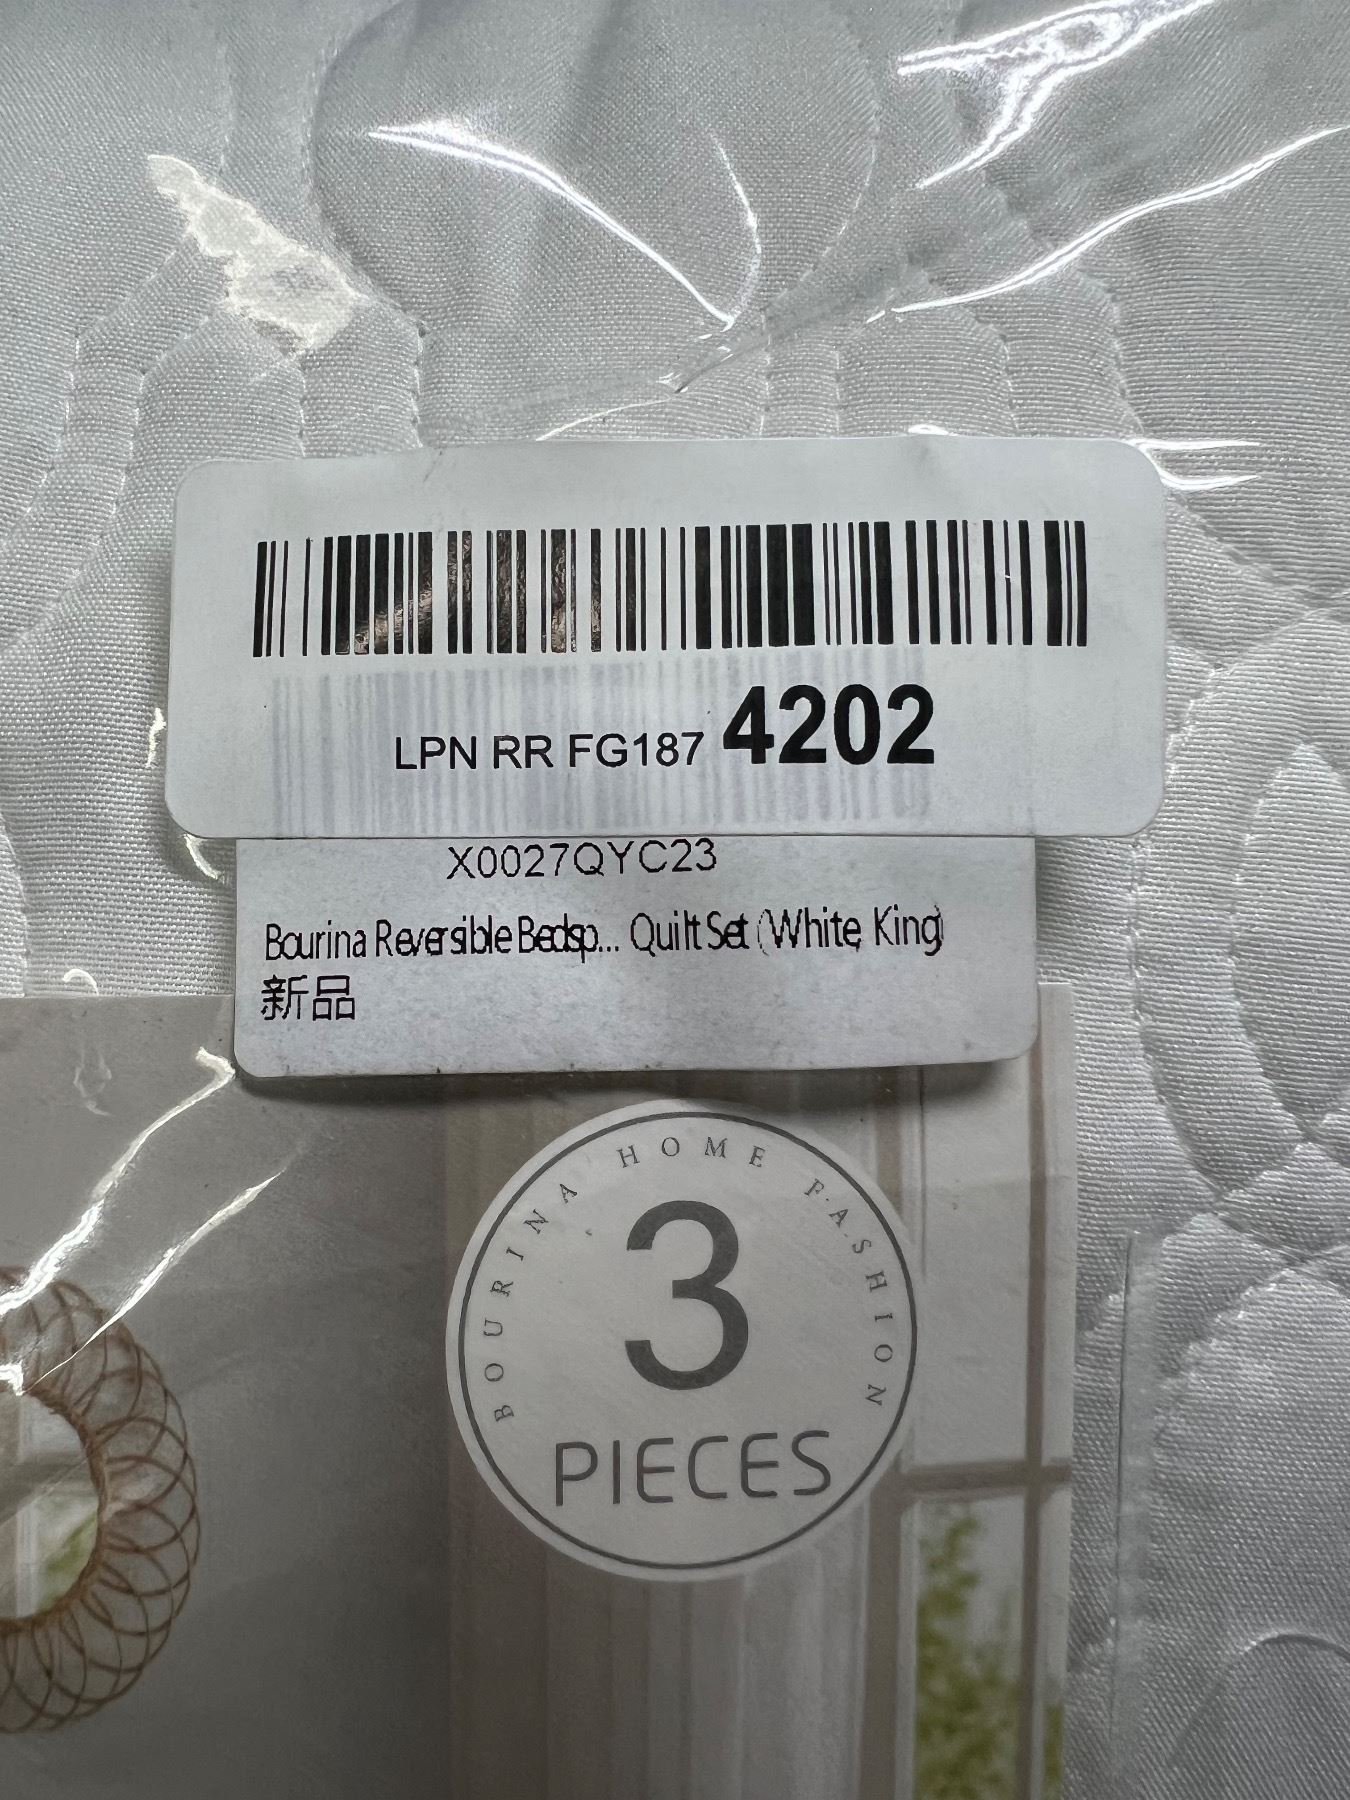 LPN RR FG187 4202
X0027QYC23
Bourina Reversible Bedsp... Quilt Set (White, King)
新品
BOURINA HOME FASHION
3
PIECES